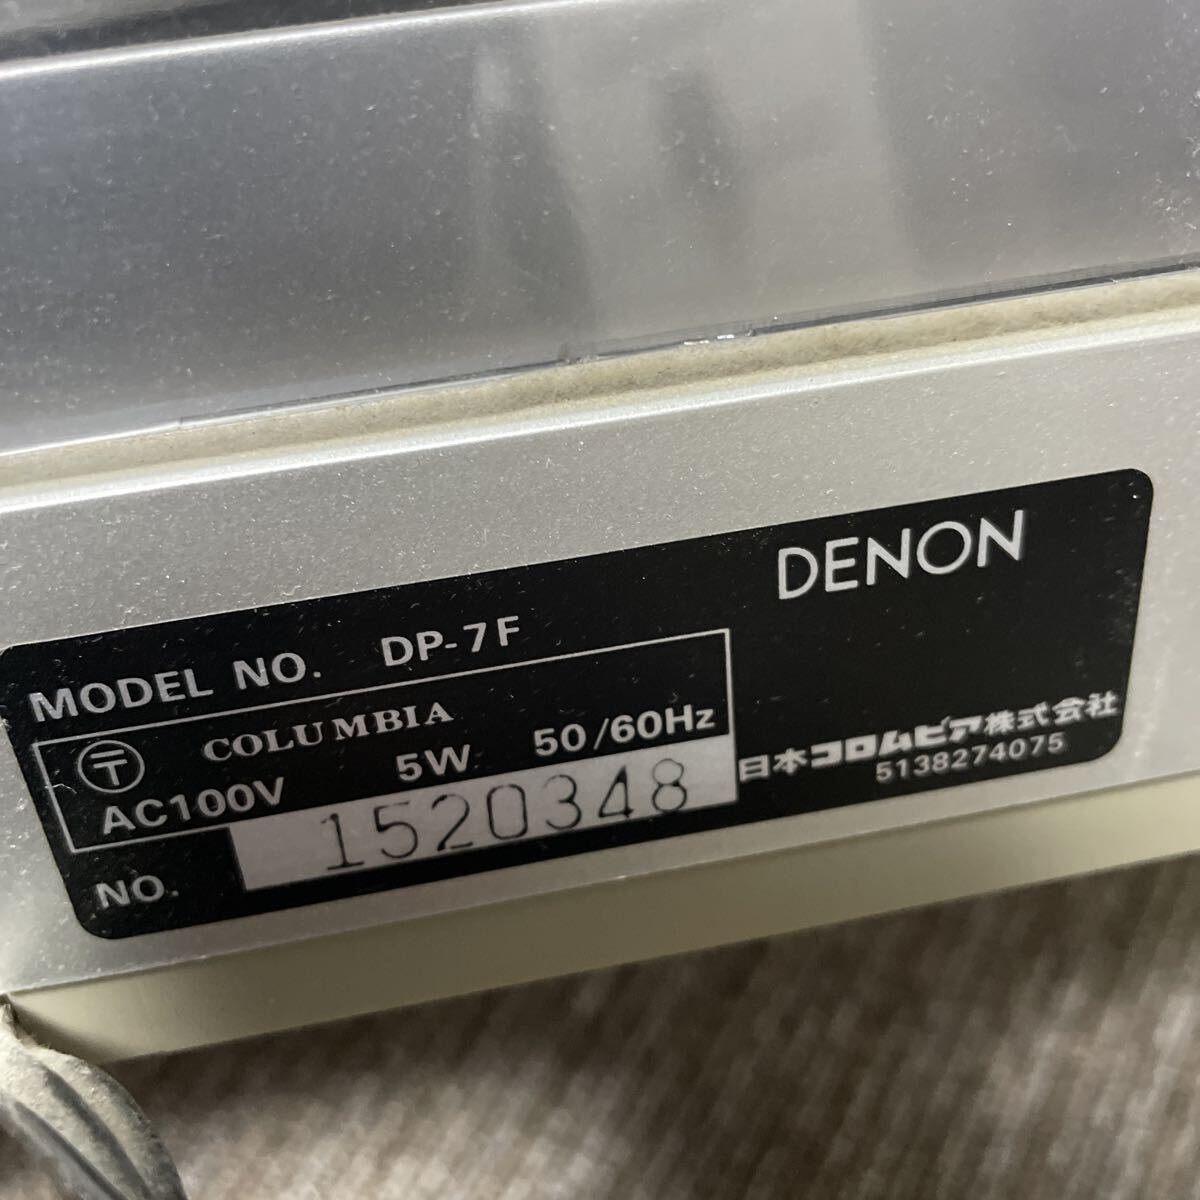 DENON
MODEL NO. DP-7F
〒 COLUMBIA
AC100V 5W 50/60Hz
NO. 1520348
日本コロムビア株式会社
5138274075